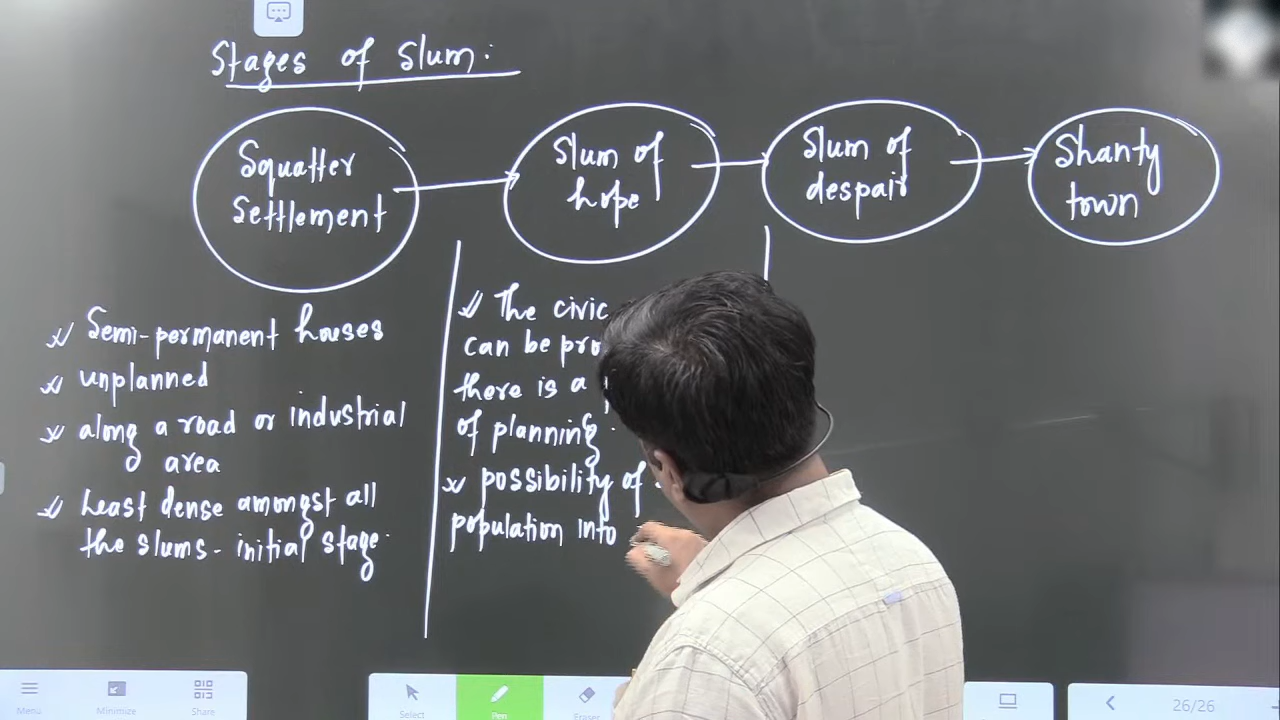 Stages of Slum:
Squatter
Settlement
Slum of
hope
Slum of
despair
Shanty
town
Semi-permanent houses
unplanned
along a road or industrial
area
Least dense amongst all
the slums - initial stage.
The civic
can be
there is a
of planning.
possibility of
population into
Menu
Minimize
Share
Select
Pen
Eraser
26/26